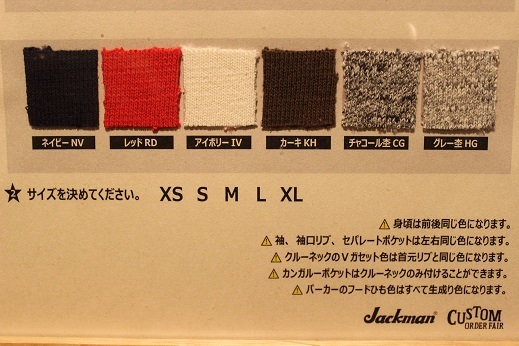 ネイビー NV レッド RD アイボリー IV カーキ KH チャコール杢 CG グレー杢 HG
2 サイズを決めてください。 XS S M L XL
身頃は前後同じ色になります。
袖、袖口リブ、セパレートポケットは左右同じ色になります。
クルーネックのVガセット色は首元リブと同じ色になります。
カンガルーポケットはクルーネックのみ付けることができます。
パーカーのフードひも色はすべて生成り色になります。
Jackman CUSTOM
ORDER FAIR